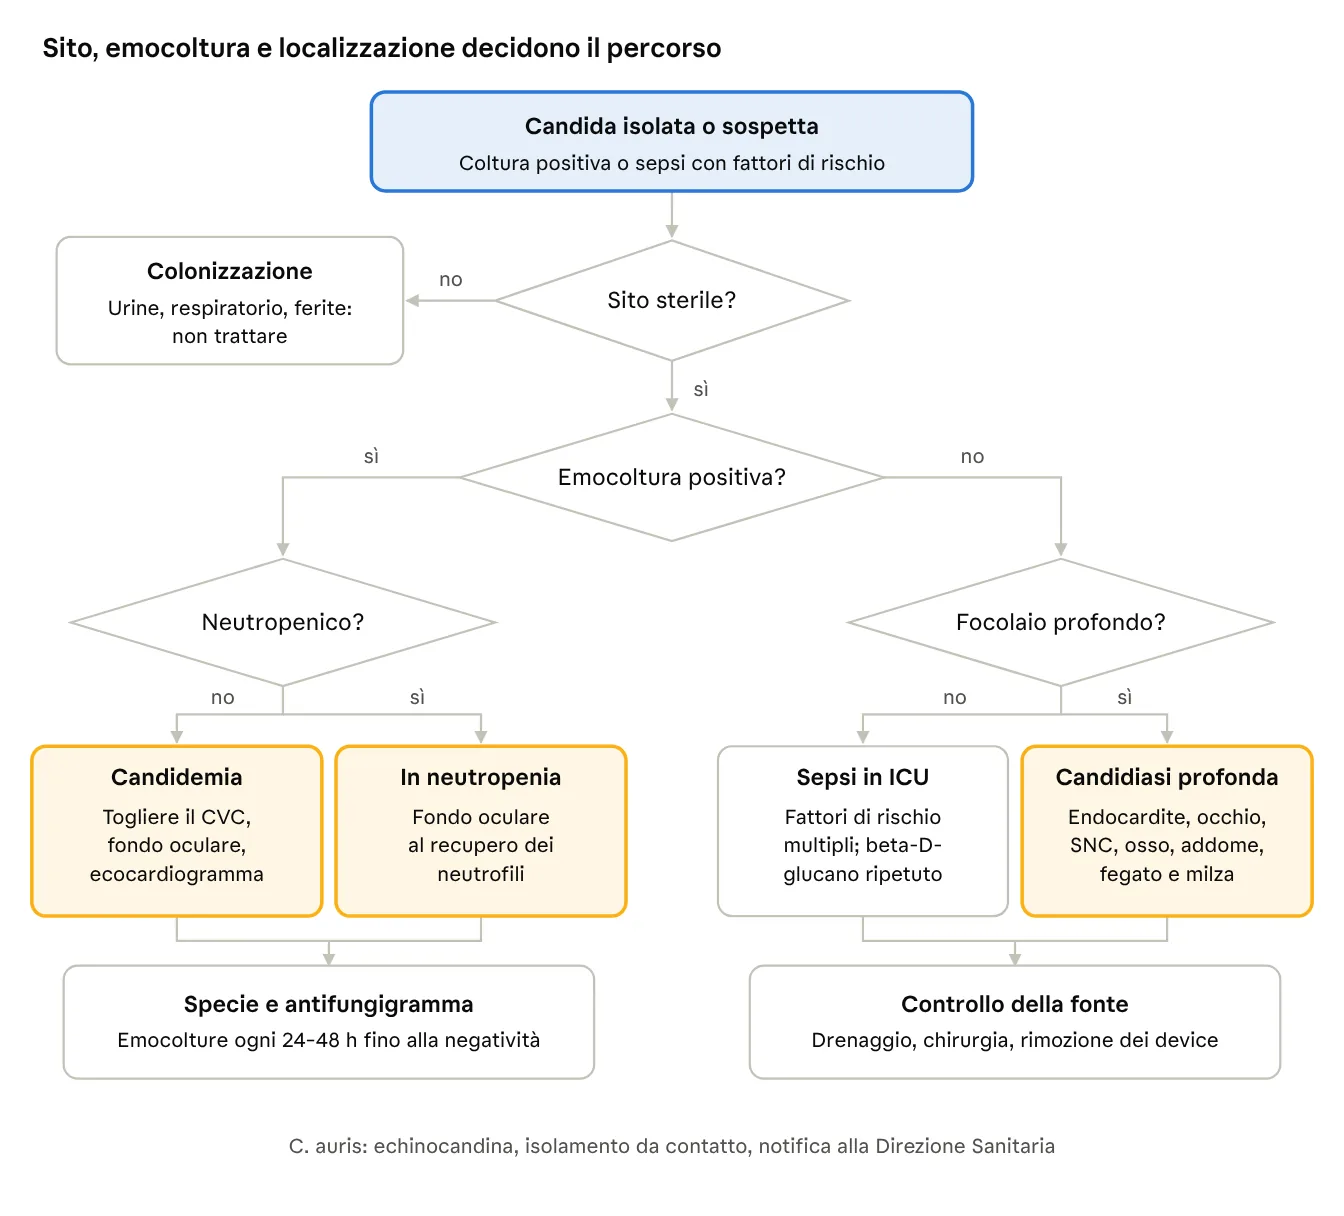 Sito, emocoltura e localizzazione decidono il percorso
Candida isolata o sospetta
Coltura positiva o sepsi con fattori di rischio
Colonizzazione
Urine, respiratorio, ferite:
non trattare
no
Sito sterile?
sì
sì
Emocoltura positiva?
no
Neutropenico?
Focolaio profondo?
no
sì
no
sì
Candidemia
Togliere il CVC,
fondo oculare,
ecocardiogramma
In neutropenia
Fondo oculare
al recupero dei
neutrofili
Sepsi in ICU
Fattori di rischio
multipli; beta-D-
glucano ripetuto
Candidiasi profonda
Endocardite, occhio,
SNC, osso, addome,
fegato e milza
Specie e antifungigramma
Emocolture ogni 24-48 h fino alla negatività
Controllo della fonte
Drenaggio, chirurgia, rimozione dei device
C. auris: echinocandina, isolamento da contatto, notifica alla Direzione Sanitaria